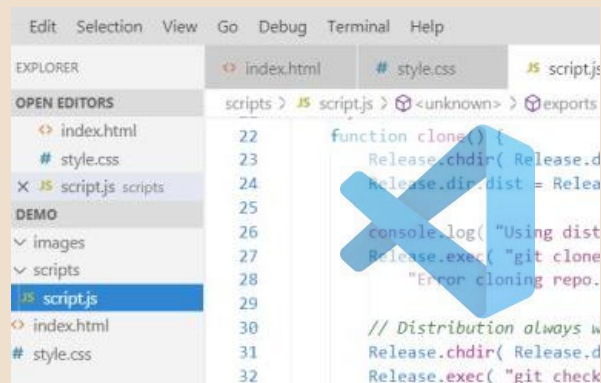 Edit Selection View Go Debug Terminal Help
EXPLORER
OPEN EDITORS
index.html
# style.css
X JS script.js scripts
DEMO
images
scripts
JS script.js
index.html
# style.css
index.html # style.css JS script.js
scripts > JS script.js > <unknown> > exports
22 function clone() {
23 Release.chdir( Release.d
24 Release.dir.dist = Relea
25
26 console.log( "Using dist
27 Release.exec( "git clone
28 "Error cloning repo.
29
30 // Distribution always w
31 Release.chdir( Release.d
32 Release.exec( "git check